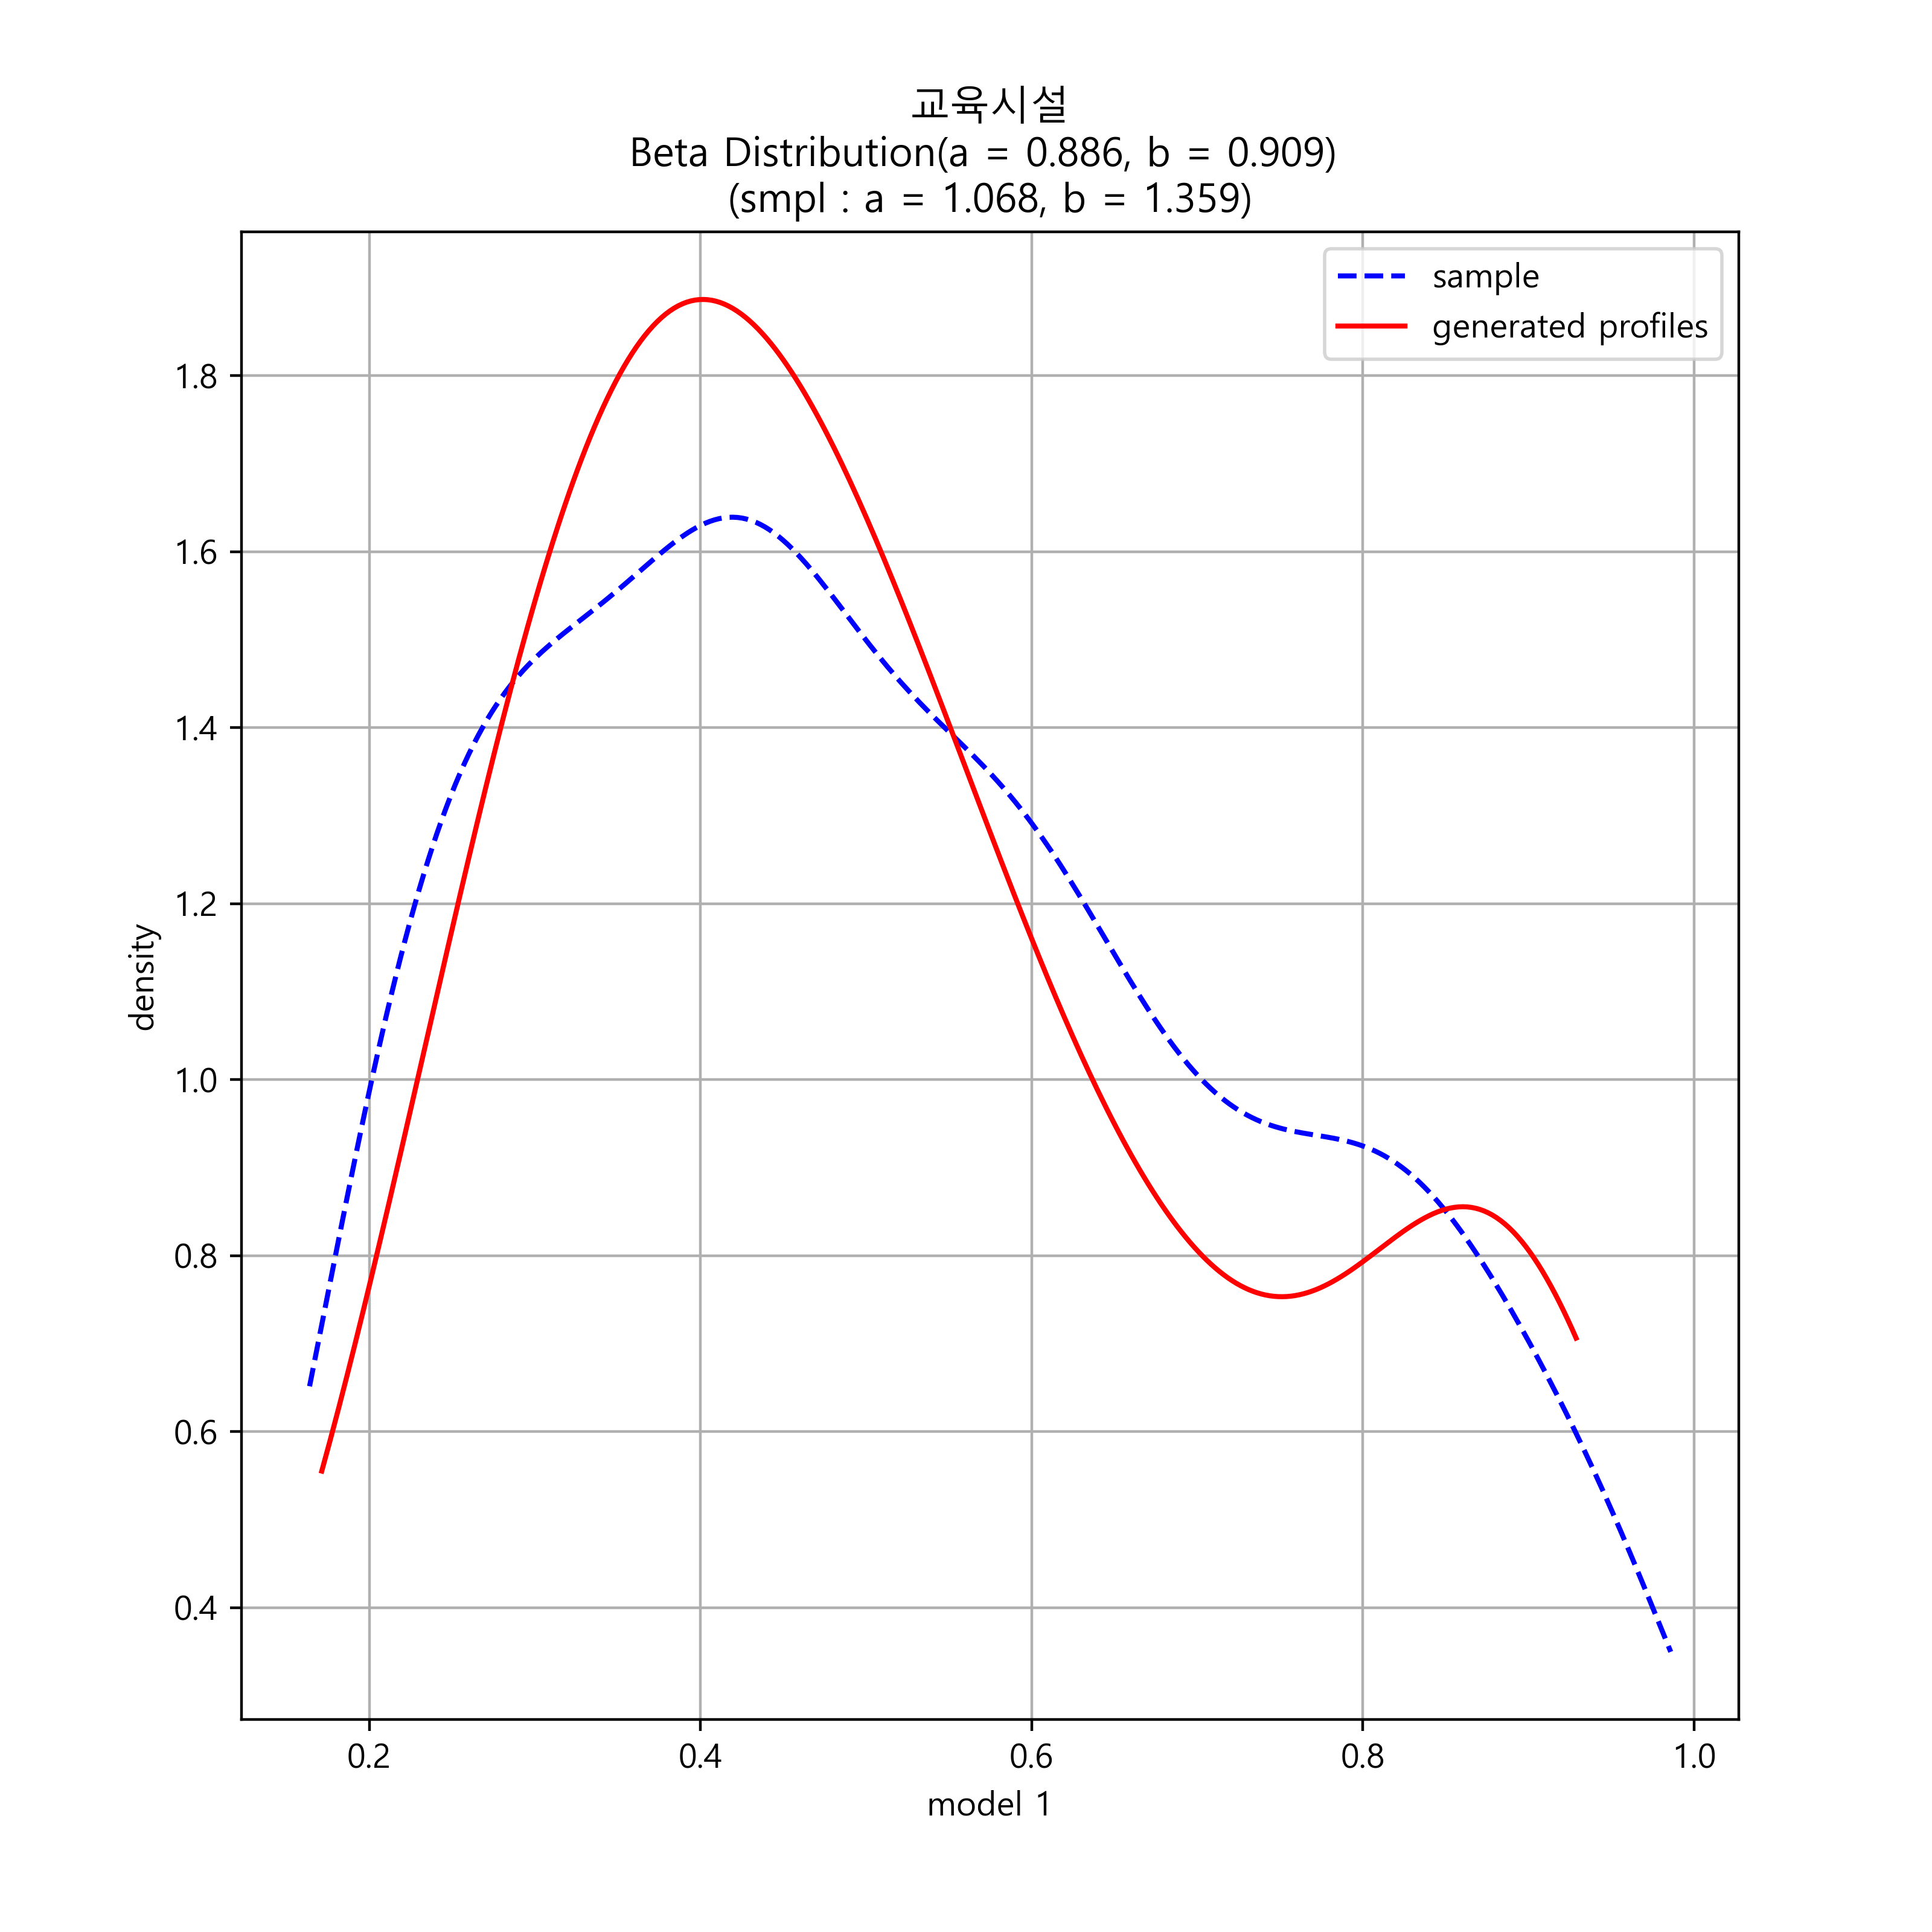 교육시설
Beta Distribution(a = 0.886, b = 0.909)
(smpl : a = 1.068, b = 1.359)
sample
generated profiles
1.8
1.6
1.4
1.2
1.0
0.8
0.6
0.4
density
0.2
0.4
0.6
0.8
1.0
model 1